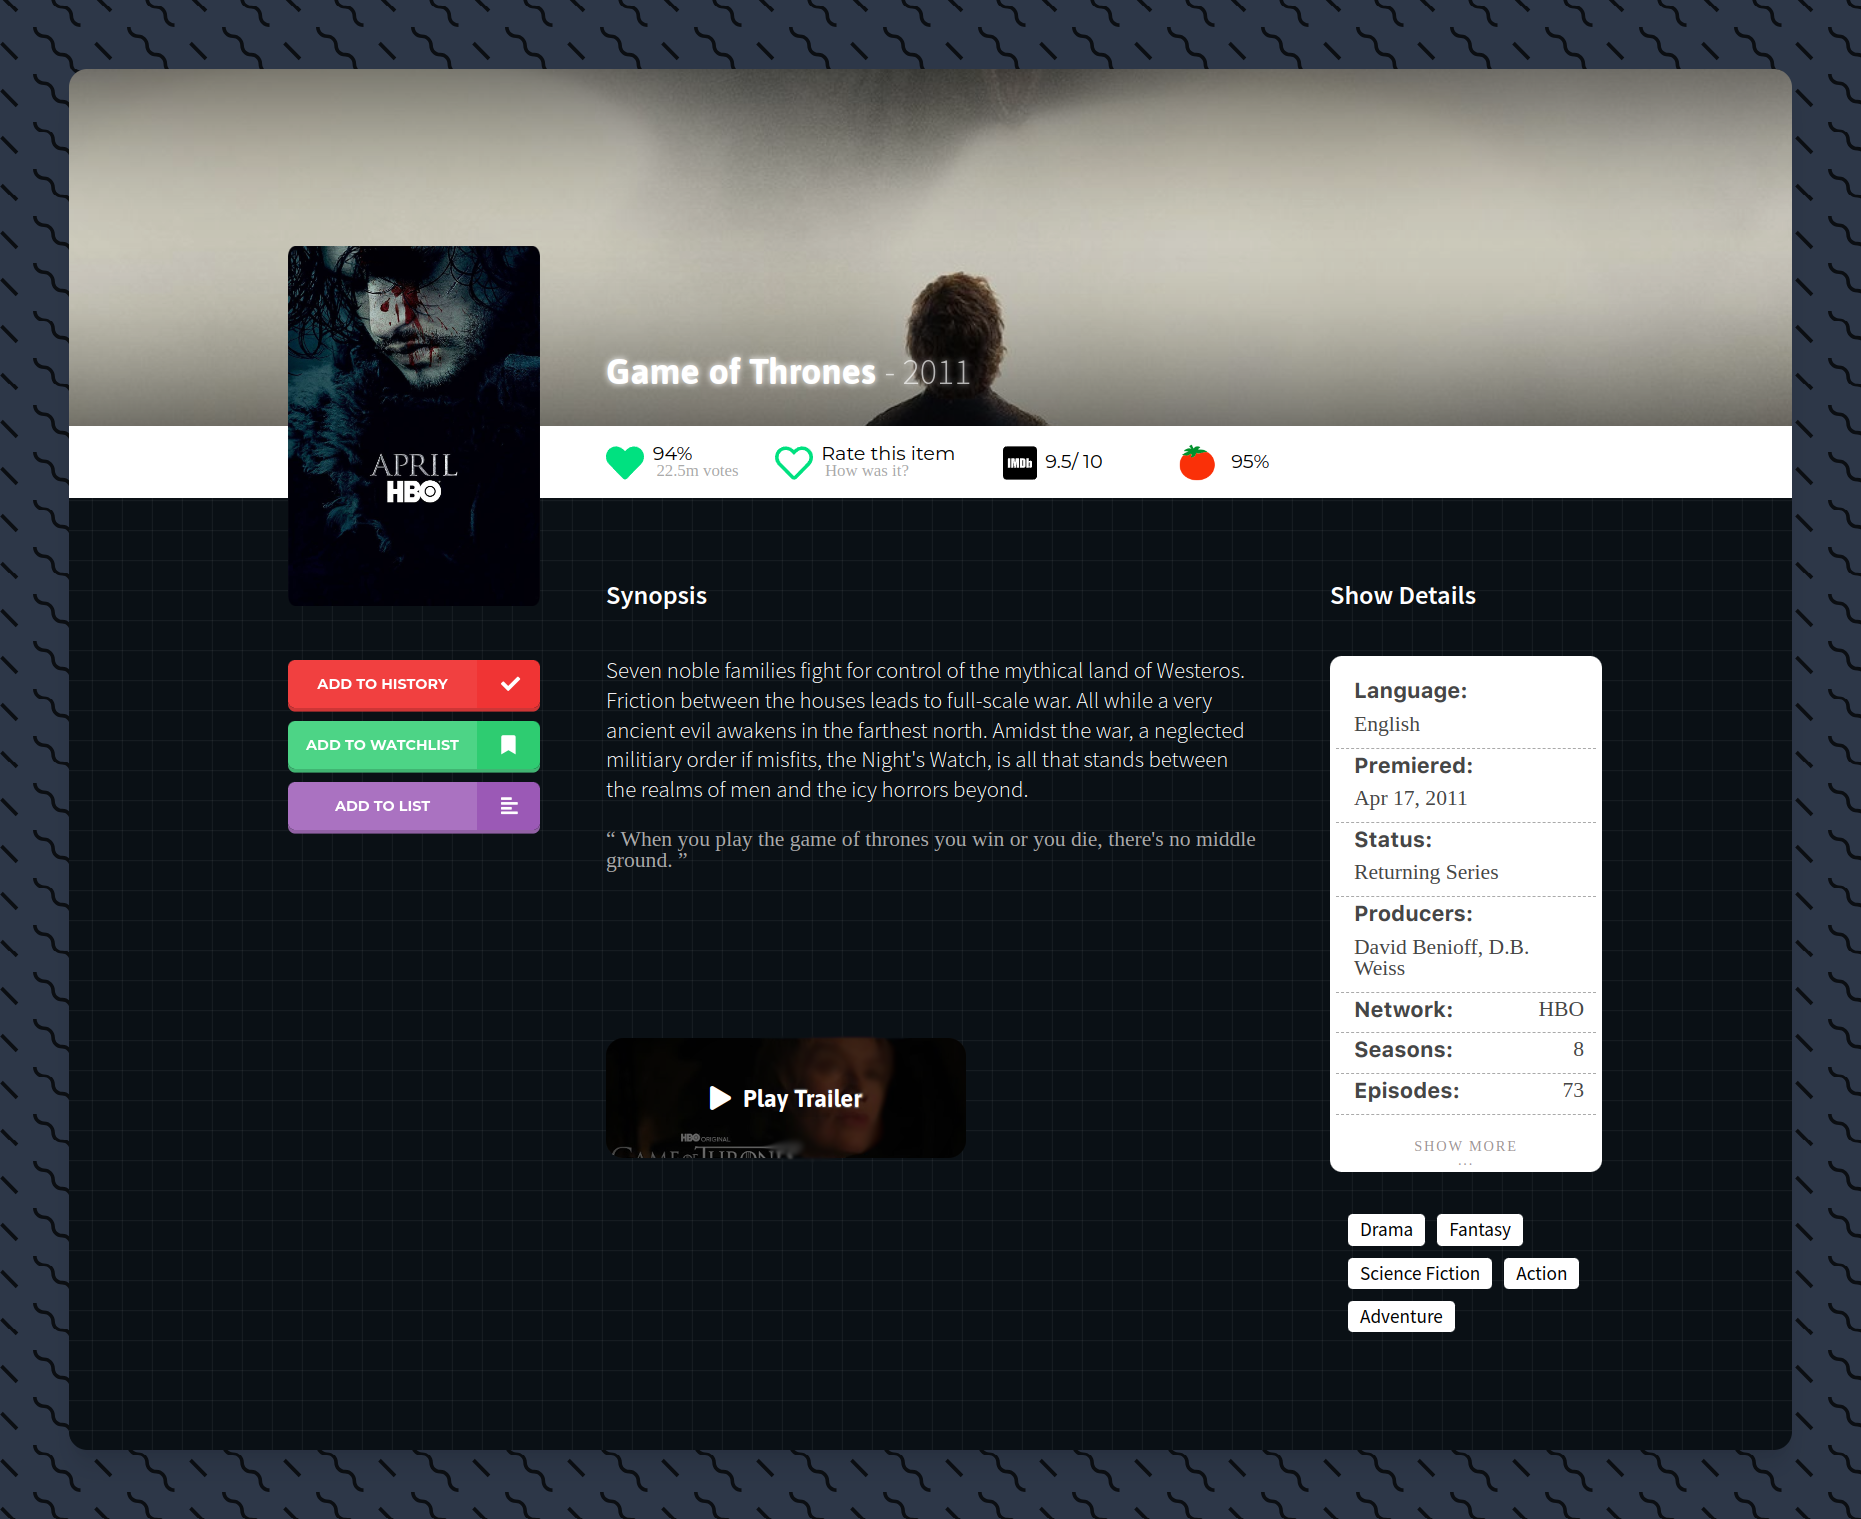 Game of Thrones - 2011
APRIL
HBO
94%
22.5m votes
Rate this item
How was it?
IMDb
9.5/ 10
95%
ADD TO HISTORY
ADD TO WATCHLIST
ADD TO LIST
Synopsis
Seven noble families fight for control of the mythical land of Westeros.
Friction between the houses leads to full-scale war. All while a very
ancient evil awakens in the farthest north. Amidst the war, a neglected
militiary order if misfits, the Night's Watch, is all that stands between
the realms of men and the icy horrors beyond.
“ When you play the game of thrones you win or you die, there's no middle
ground. ”
Play Trailer
HBO ORIGINAL
GAME OF THRONES
Show Details
Language:
English
Premiered:
Apr 17, 2011
Status:
Returning Series
Producers:
David Benioff, D.B.
Weiss
Network: HBO
Seasons: 8
Episodes: 73
SHOW MORE
...
Drama Fantasy
Science Fiction Action
Adventure